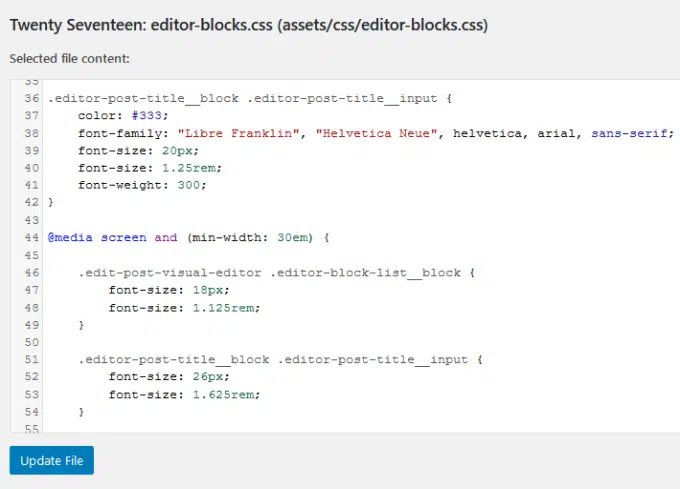 Twenty Seventeen: editor-blocks.css (assets/css/editor-blocks.css)
Selected file content:
35
36 .editor-post-title__block .editor-post-title__input {
37     color: #333;
38     font-family: "Libre Franklin", "Helvetica Neue", helvetica, arial, sans-serif;
39     font-size: 20px;
40     font-size: 1.25rem;
41     font-weight: 300;
42 }
43
44 @media screen and (min-width: 30em) {
45
46     .edit-post-visual-editor .editor-block-list__block {
47         font-size: 18px;
48         font-size: 1.125rem;
49     }
50
51     .editor-post-title__block .editor-post-title__input {
52         font-size: 26px;
53         font-size: 1.625rem;
54     }
55
Update File